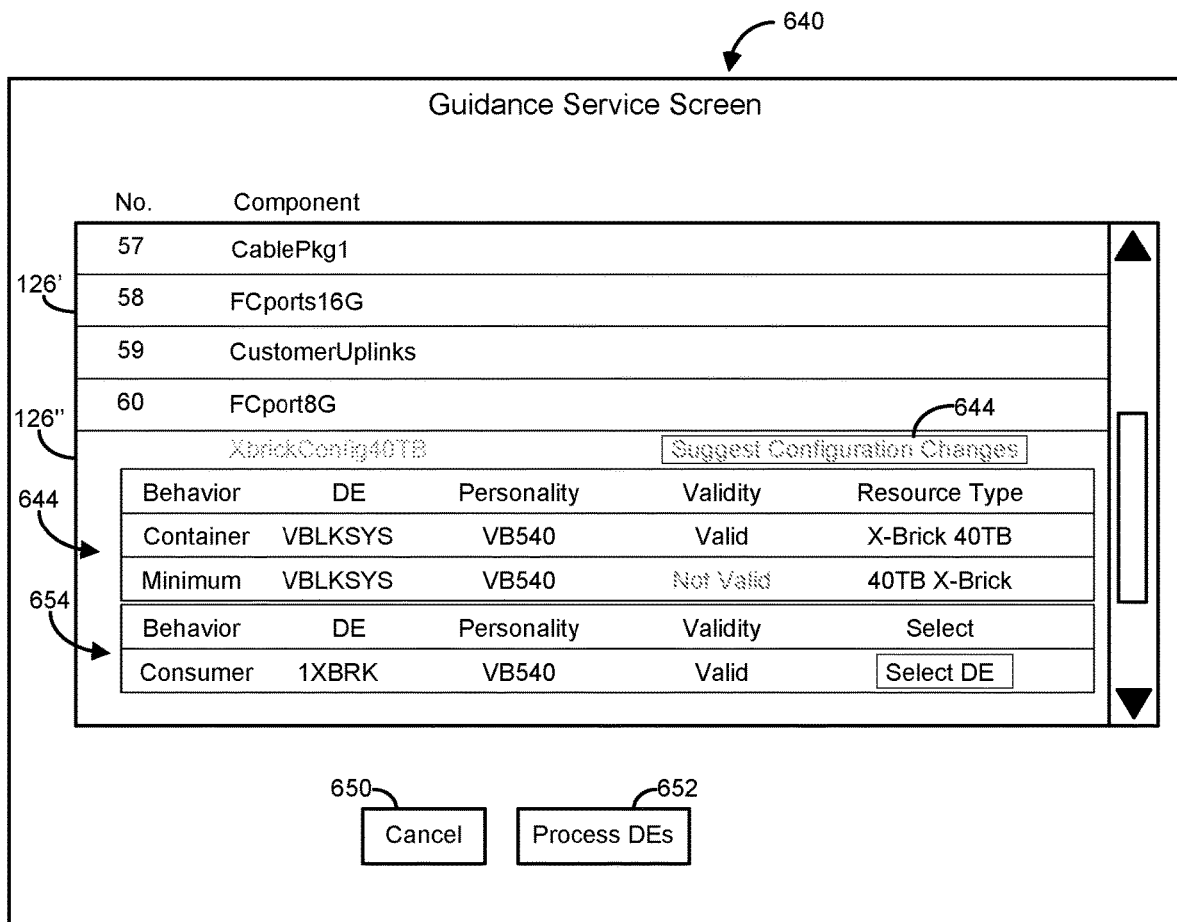 640
Guidance Service Screen
No. Component
57 CablePkg1
126'
58 FCports16G
59 CustomerUplinks
60 FCport8G
126"
644
XbrickConfig40TB Suggest Configuration Changes
644
Behavior DE Personality Validity Resource Type
Container VBLKSYS VB540 Valid X-Brick 40TB
Minimum VBLKSYS VB540 Not Valid 40TB X-Brick
654
Behavior DE Personality Validity Select
Consumer 1XBRK VB540 Valid Select DE
650 652
Cancel Process DEs